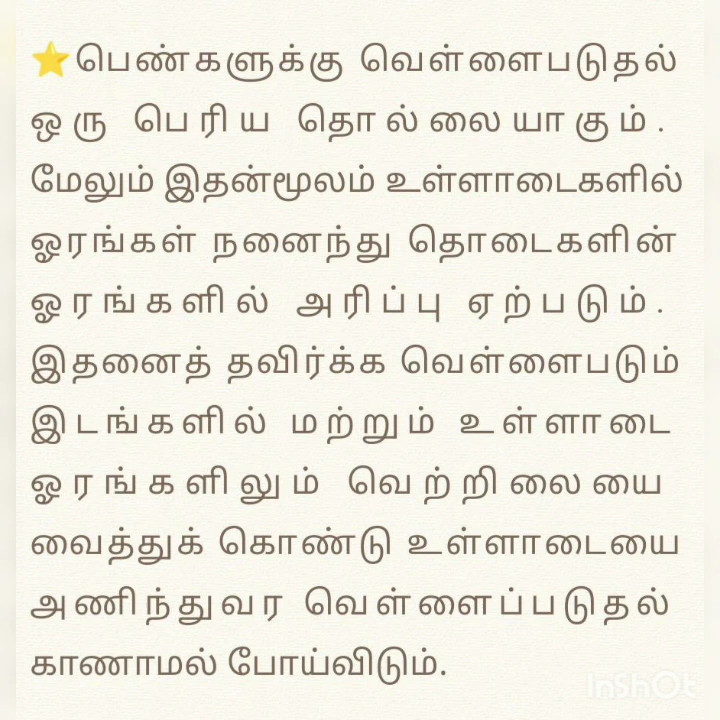 ⭐பெண்களுக்கு வெள்ளைபடுதல்
ஒரு பெரிய தொல்லையாகும்.
மேலும் இதன்மூலம் உள்ளாடைகளில்
ஓரங்கள் நனைந்து தொடைகளின்
ஓரங்களில் அரிப்பு ஏற்படும்.
இதனைத் தவிர்க்க வெள்ளைபடும்
இடங்களில் மற்றும் உள்ளாடை
ஓரங்களிலும் வெற்றிலையை
வைத்துக் கொண்டு உள்ளாடையை
அணிந்துவர வெள்ளைப்படுதல்
காணாமல் போய்விடும்.
InShOt